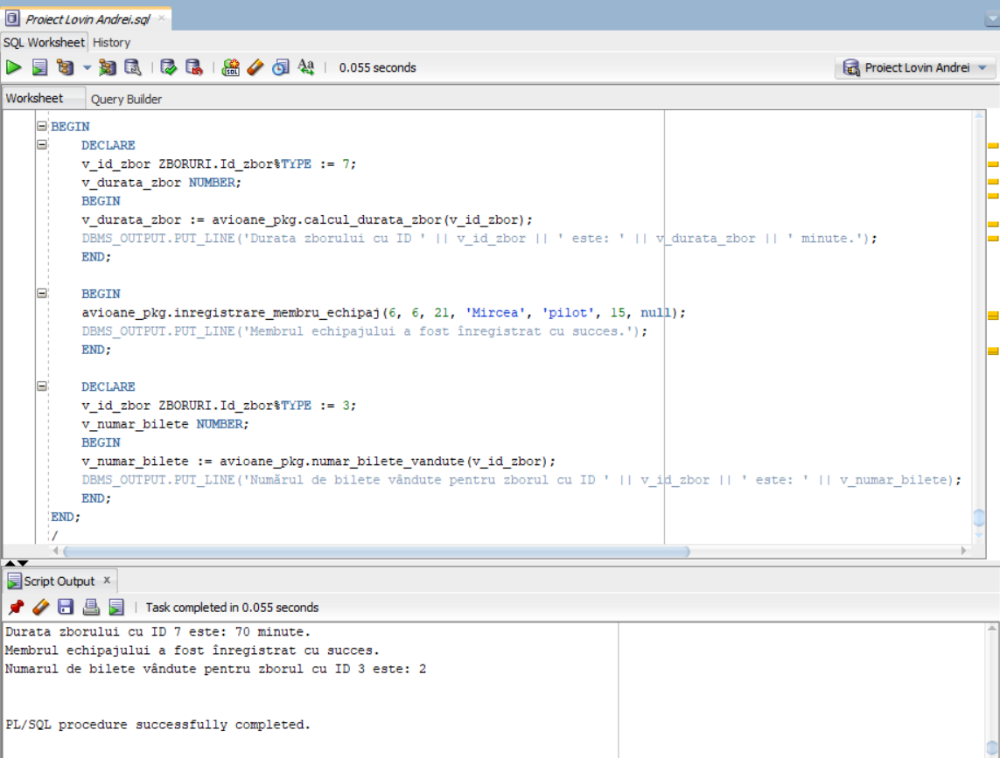 Proiect Lovin Andrei.sql
SQL Worksheet History
0.055 seconds
Proiect Lovin Andrei
Worksheet Query Builder
BEGIN
DECLARE
v_id_zbor ZBORURI.Id_zbor%TYPE := 7;
v_durata_zbor NUMBER;
BEGIN
v_durata_zbor := avioane_pkg.calcul_durata_zbor(v_id_zbor);
DBMS_OUTPUT.PUT_LINE('Durata zborului cu ID ' || v_id_zbor || ' este: ' || v_durata_zbor || ' minute.');
END;
BEGIN
avioane_pkg.inregistrare_membru_echipaj(6, 6, 21, 'Mircea', 'pilot', 15, null);
DBMS_OUTPUT.PUT_LINE('Membrul echipajului a fost înregistrat cu succes.');
END;
DECLARE
v_id_zbor ZBORURI.Id_zbor%TYPE := 3;
v_numar_bilete NUMBER;
BEGIN
v_numar_bilete := avioane_pkg.numar_bilete_vandute(v_id_zbor);
DBMS_OUTPUT.PUT_LINE('Numărul de bilete vândute pentru zborul cu ID ' || v_id_zbor || ' este: ' || v_numar_bilete);
END;
END;
/
Script Output x
Task completed in 0.055 seconds
Durata zborului cu ID 7 este: 70 minute.
Membrul echipajului a fost înregistrat cu succes.
Numarul de bilete vândute pentru zborul cu ID 3 este: 2
PL/SQL procedure successfully completed.